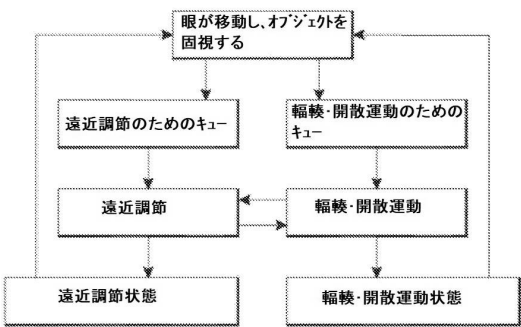 眼が移動し、オブジェクトを
固視する
遠近調節のためのキュー
輻輳・開散運動のための
キュー
遠近調節
輻輳・開散運動
遠近調節状態
輻輳・開散運動状態